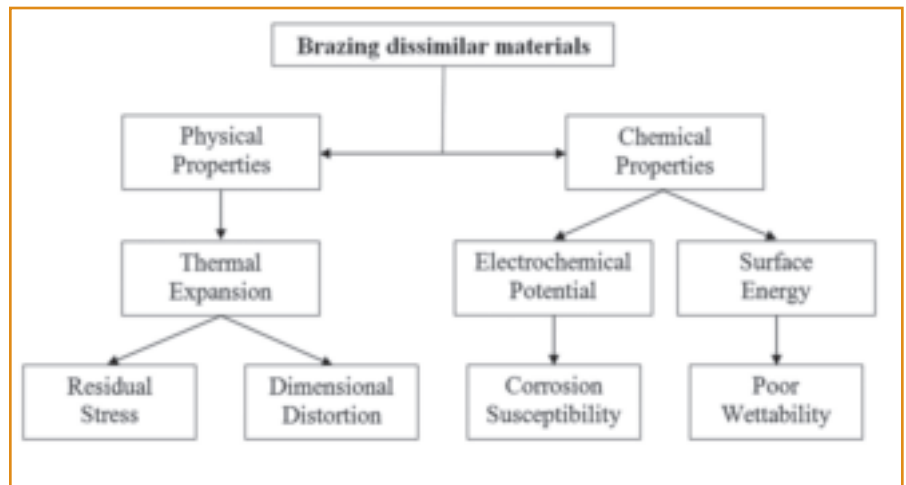 Brazing dissimilar materials
Physical
Properties
Chemical
Properties
Thermal
Expansion
Electrochemical
Potential
Surface
Energy
Residual
Stress
Dimensional
Distortion
Corrosion
Susceptibility
Poor
Wettability